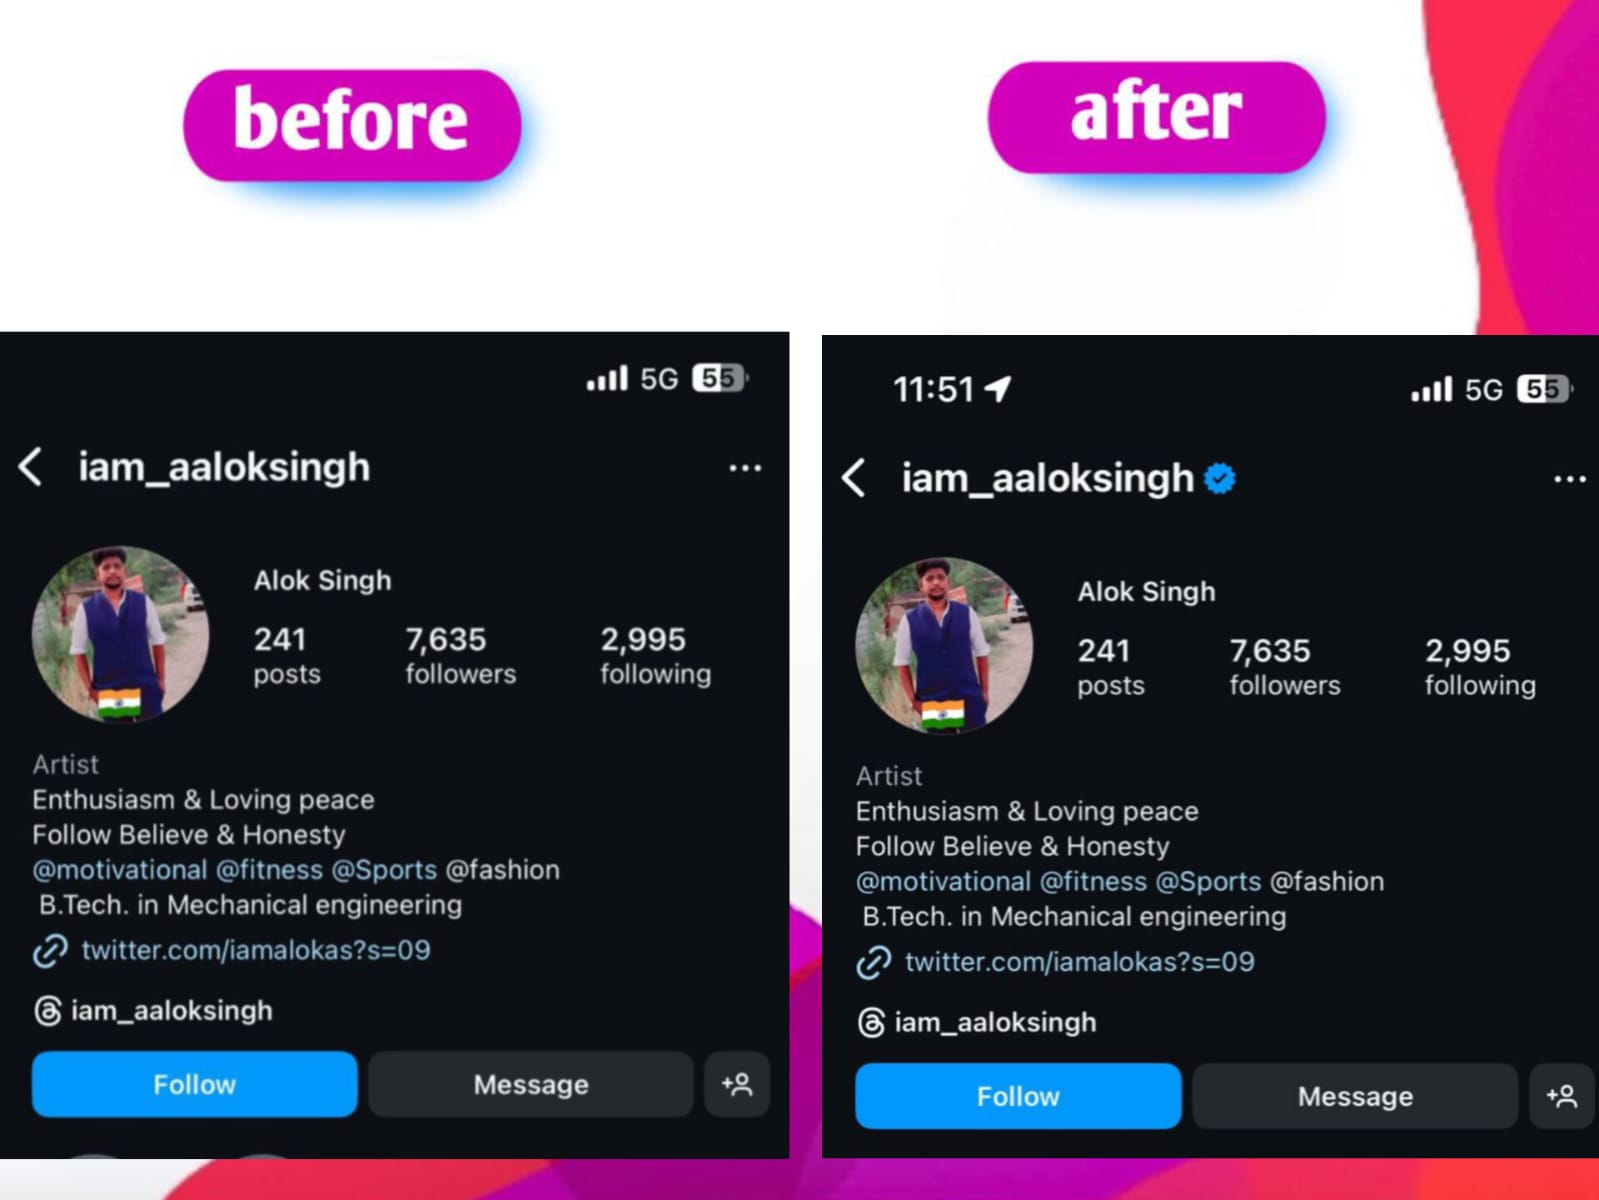 before
after
5G 55
iam_aaloksingh
Alok Singh
241 7,635 2,995
posts followers following
Artist
Enthusiasm & Loving peace
Follow Believe & Honesty
@motivational @fitness @Sports @fashion
B.Tech. in Mechanical engineering
twitter.com/iamalokas?s=09
iam_aaloksingh
Follow Message
11:51 5G 55
iam_aaloksingh
Alok Singh
241 7,635 2,995
posts followers following
Artist
Enthusiasm & Loving peace
Follow Believe & Honesty
@motivational @fitness @Sports @fashion
B.Tech. in Mechanical engineering
twitter.com/iamalokas?s=09
iam_aaloksingh
Follow Message